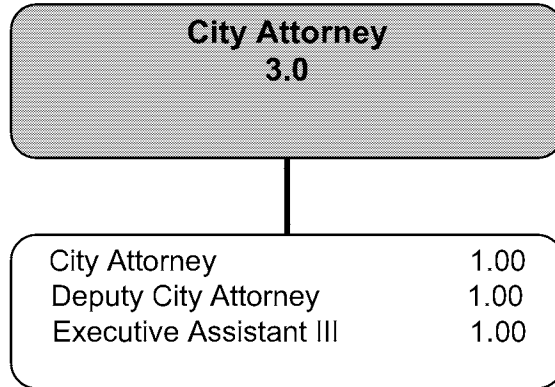 City Attorney
3.0
City Attorney 1.00
Deputy City Attorney 1.00
Executive Assistant III 1.00